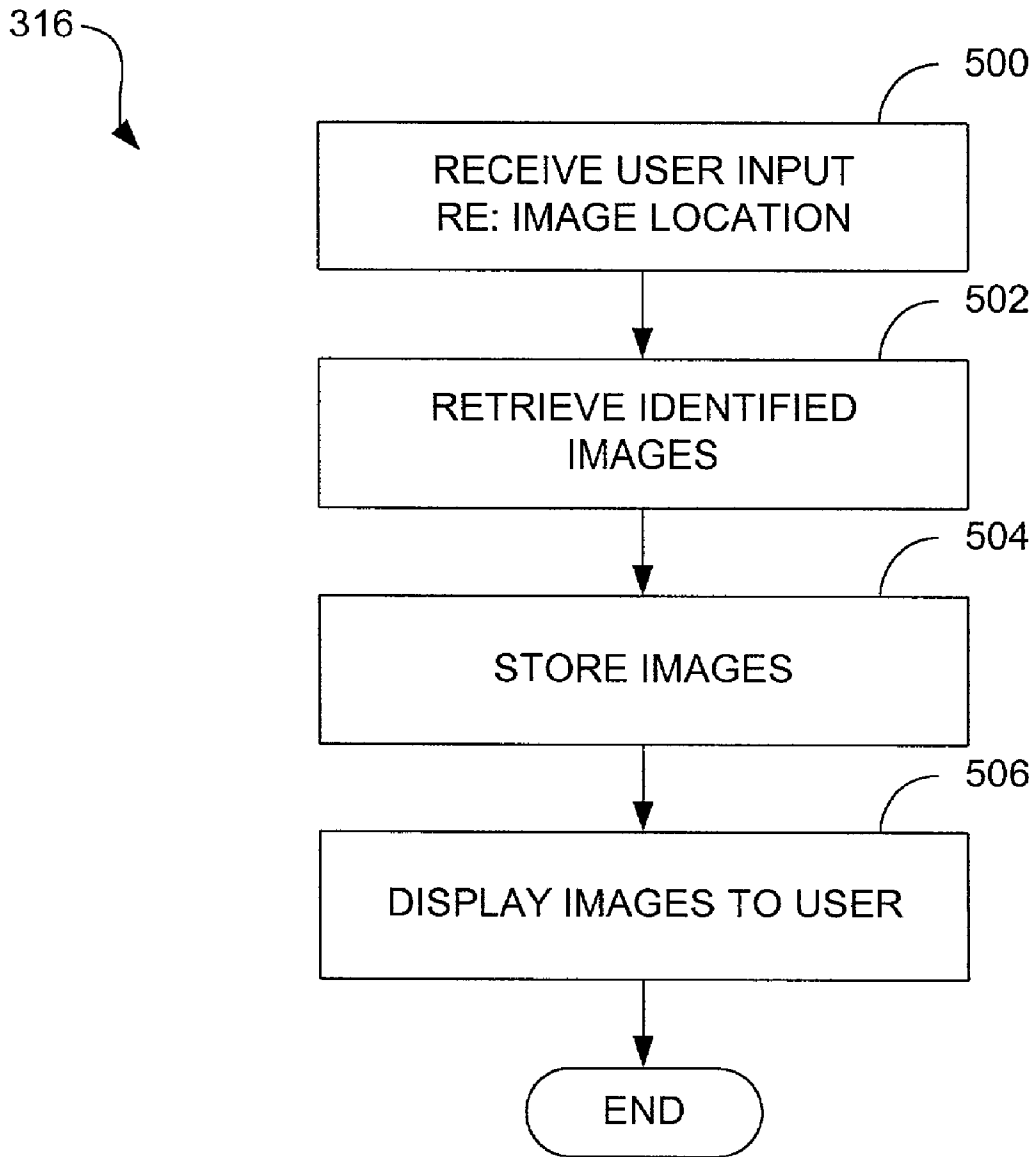 316
500
RECEIVE USER INPUT
RE: IMAGE LOCATION
502
RETRIEVE IDENTIFIED
IMAGES
504
STORE IMAGES
506
DISPLAY IMAGES TO USER
END